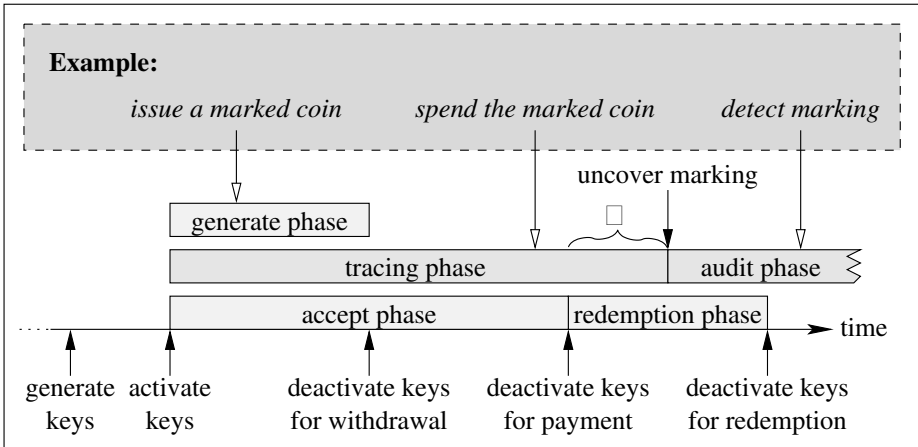 Example:
issue a marked coin spend the marked coin detect marking
uncover marking
generate phase
tracing phase audit phase
accept phase redemption phase
time
generate activate deactivate keys deactivate keys deactivate keys
keys keys for withdrawal for payment for redemption